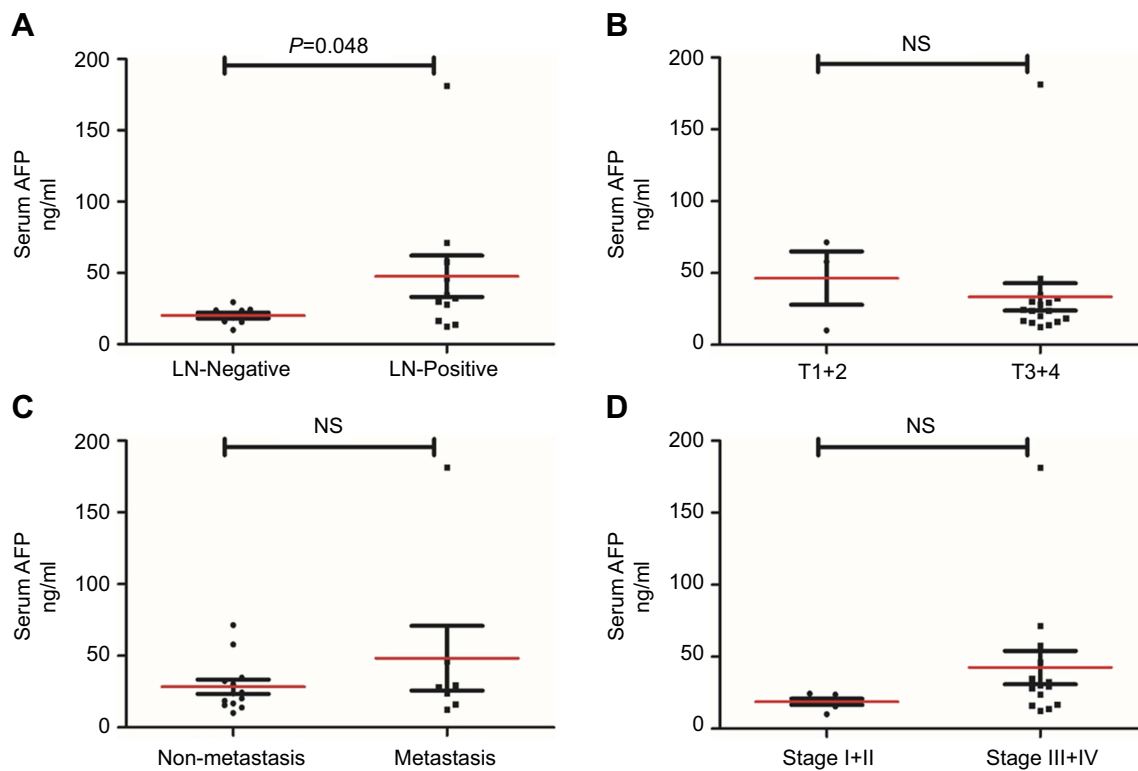 A
P=0.048
200
150
100
50
0
Serum AFP
ng/ml
LN-Negative
LN-Positive
B
NS
200
150
100
50
0
Serum AFP
ng/ml
T1+2
T3+4
C
NS
200
150
100
50
0
Serum AFP
ng/ml
Non-metastasis
Metastasis
D
NS
200
150
100
50
0
Serum AFP
ng/ml
Stage I+II
Stage III+IV